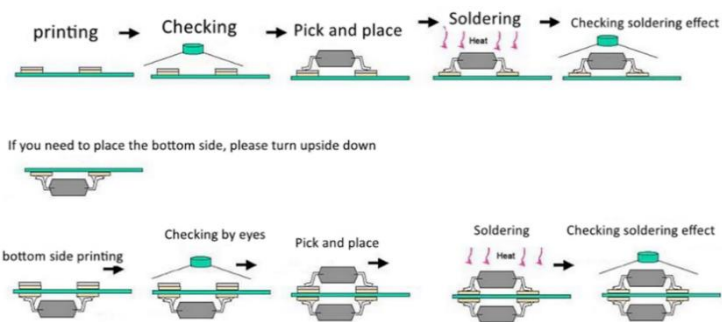 printing
Checking
Pick and place
Soldering
Heat
Checking soldering effect
If you need to place the bottom side, please turn upside down
bottom side printing
Checking by eyes
Pick and place
Soldering
Heat
Checking soldering effect